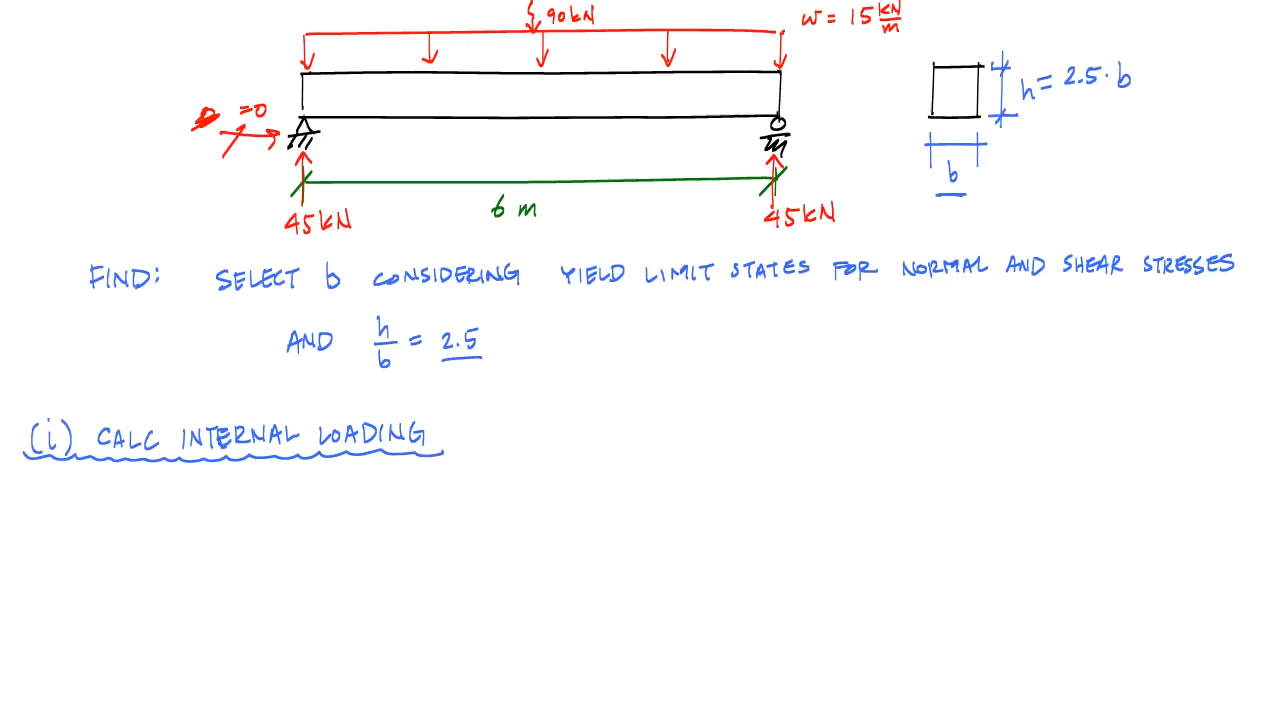 90 kN
w = 15 kN/m
= 0
h = 2.5 · b
b
45 kN
6 m
45 kN
FIND: SELECT b CONSIDERING YIELD LIMIT STATES FOR NORMAL AND SHEAR STRESSES
AND h/b = 2.5
(i) CALC INTERNAL LOADING